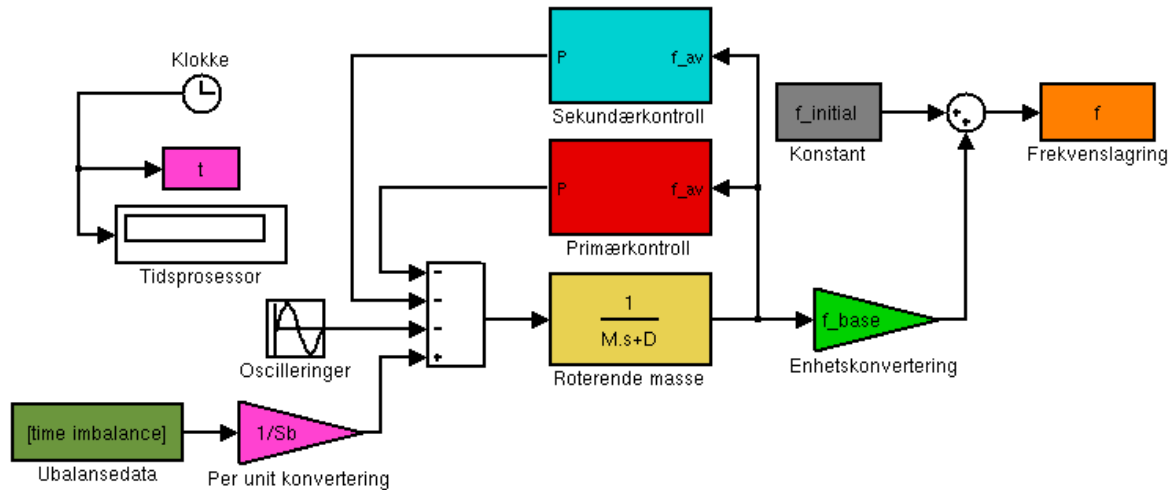 Klokke
t
Tidsprosessor
P
f_av
Sekundærkontroll
P
f_av
Primærkontroll
f_initial
Konstant
+
+
f
Frekvenslagring
-
-
-
+
Oscilleringer
1
M.s+D
Roterende masse
f_base
Enhetskonvertering
[time imbalance]
Ubalansedata
1/Sb
Per unit konvertering